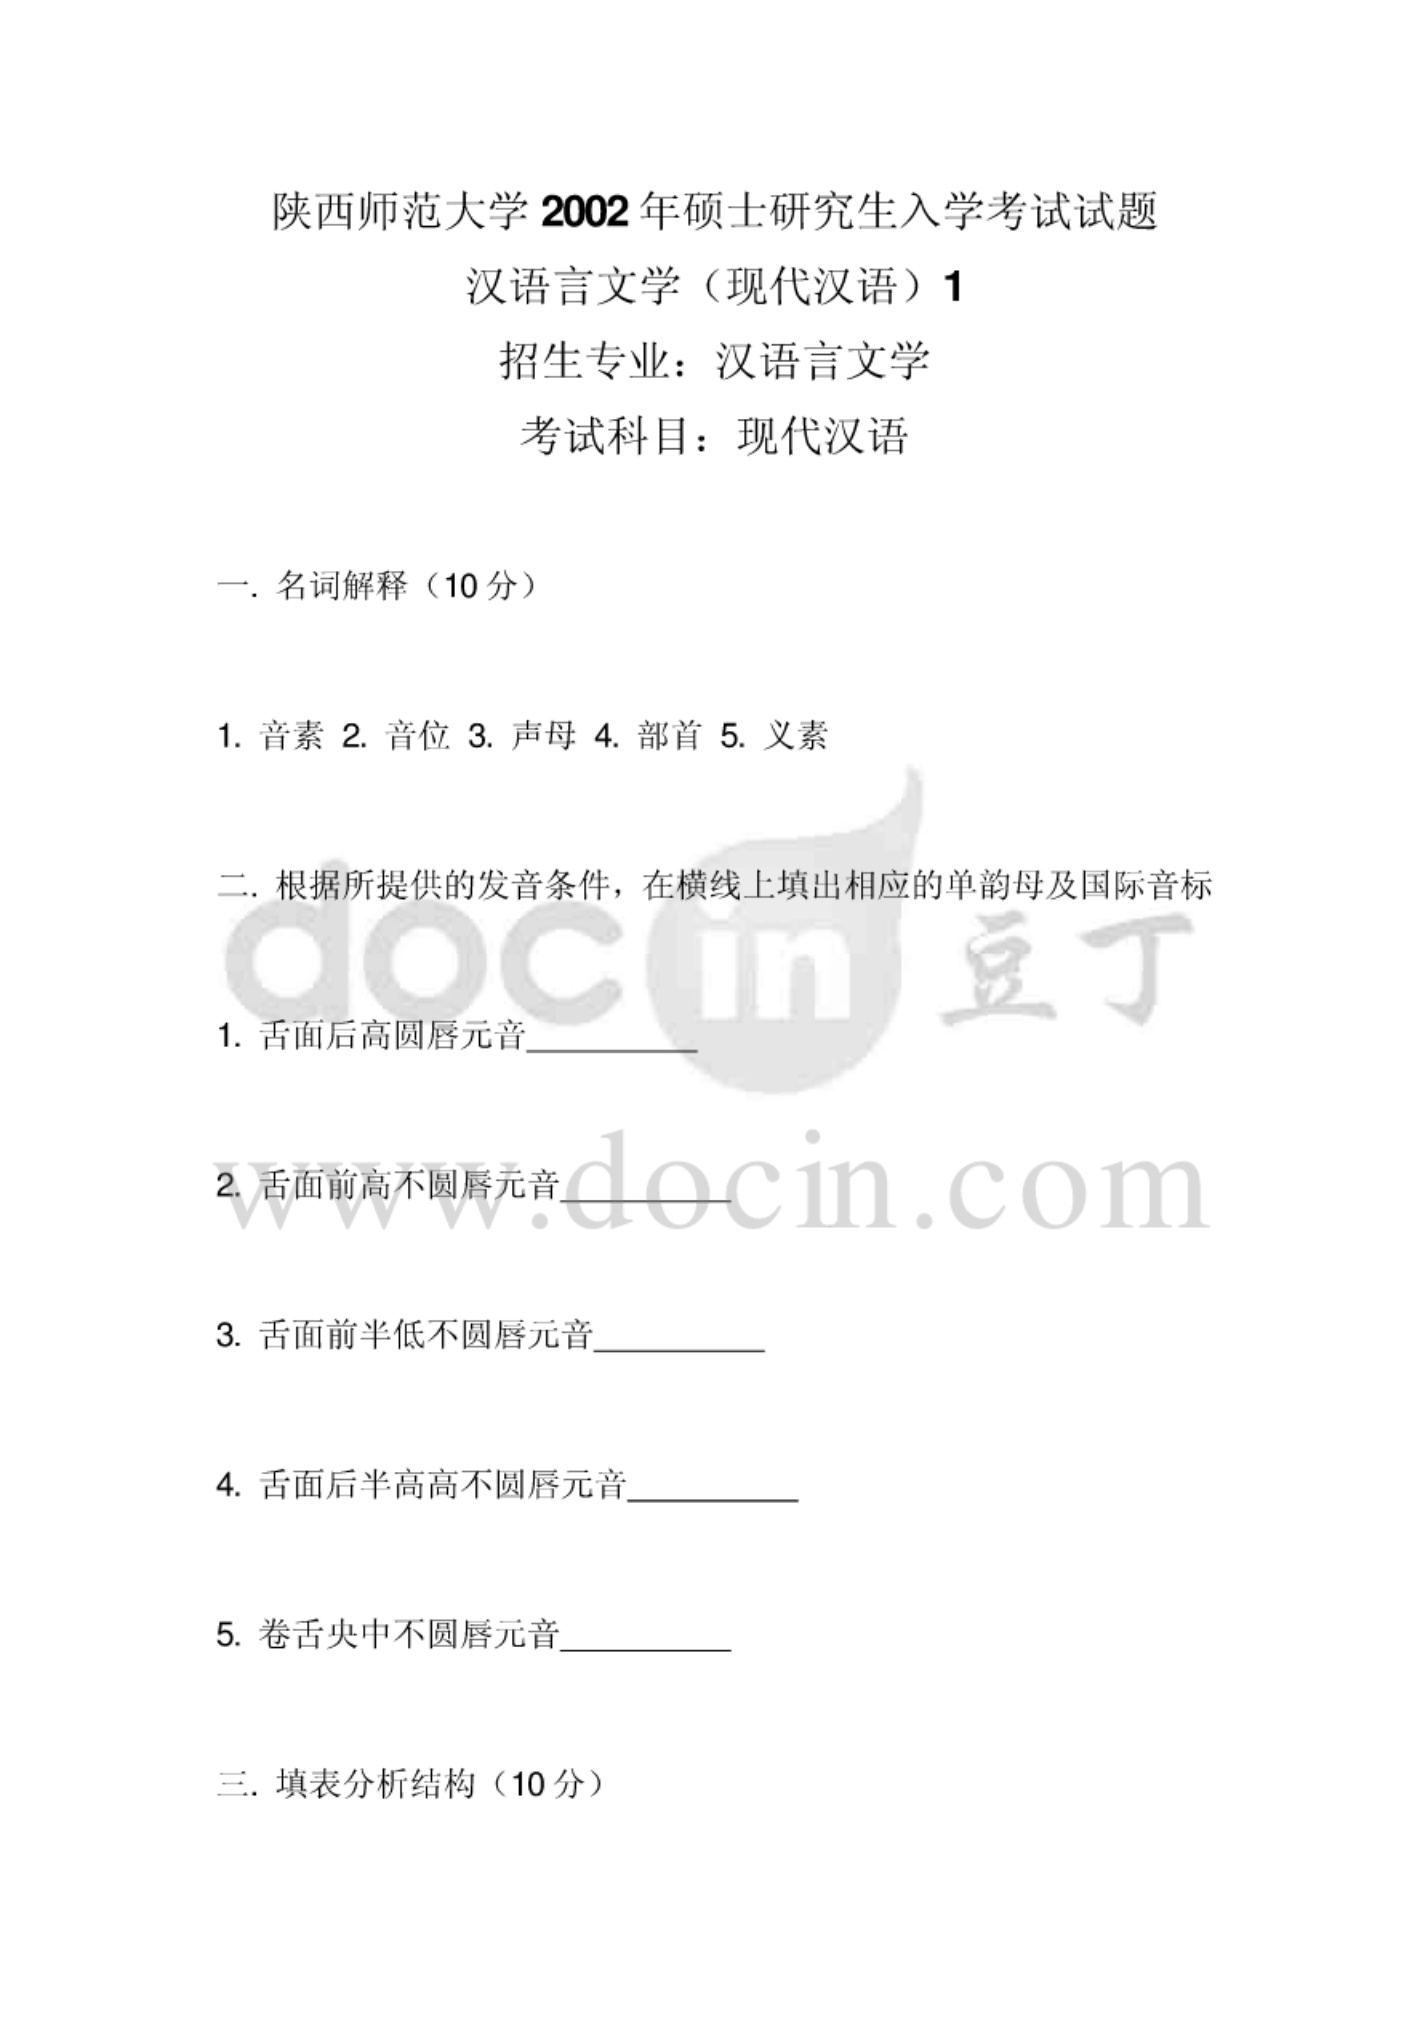 陕西师范大学 2002 年硕士研究生入学考试试题
汉语言文学（现代汉语）1
招生专业：汉语言文学
考试科目：现代汉语
一. 名词解释（10 分）
1. 音素 2. 音位 3. 声母 4. 部首 5. 义素
二. 根据所提供的发音条件，在横线上填出相应的单韵母及国际音标
docin 豆丁
1. 舌面后高圆唇元音__________
www.docin.com
2. 舌面前高不圆唇元音__________
3. 舌面前半低不圆唇元音__________
4. 舌面后半高高不圆唇元音__________
5. 卷舌央中不圆唇元音__________
三. 填表分析结构（10 分）